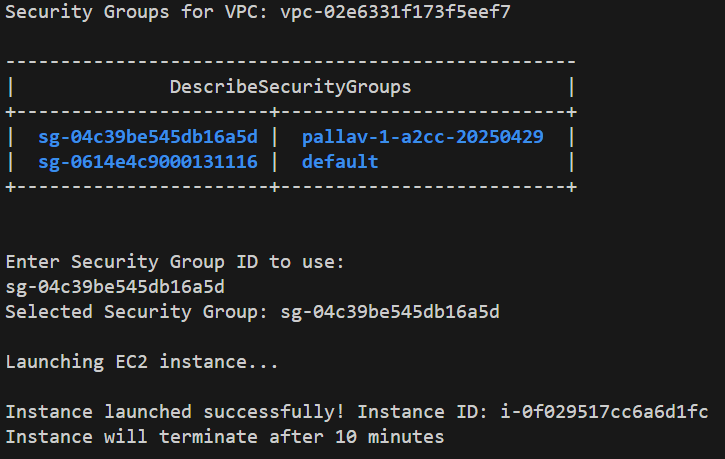 Security Groups for VPC: vpc-02e6331f173f5eef7
----------------------------------------------------
|              DescribeSecurityGroups              |
+------------------------+--------------------------+
|  sg-04c39be545db16a5d |  pallav-1-a2cc-20250429  |
|  sg-0614e4c9000131116 |  default                 |
+------------------------+--------------------------+
Enter Security Group ID to use:
sg-04c39be545db16a5d
Selected Security Group: sg-04c39be545db16a5d
Launching EC2 instance...
Instance launched successfully! Instance ID: i-0f029517cc6a6d1fc
Instance will terminate after 10 minutes